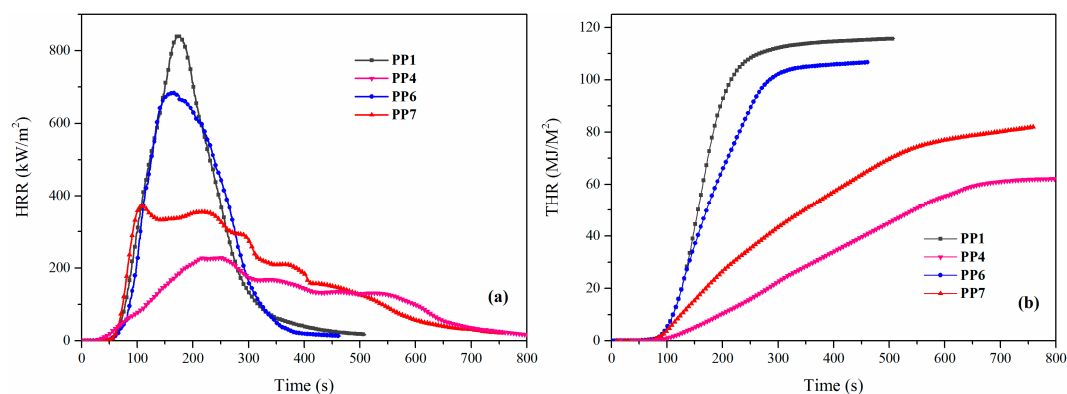 800
600
400
200
0
HRR (kW/m²)
0 100 200 300 400 500 600 700 800
Time (s)
PP1
PP4
PP6
PP7
(a)
120
100
80
60
40
20
0
THR (MJ/M²)
0 100 200 300 400 500 600 700 800
Time (s)
PP1
PP4
PP6
PP7
(b)